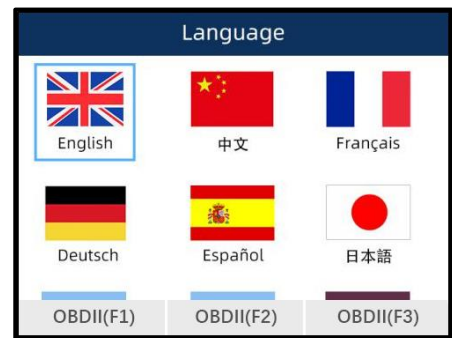 Language
English
中文
Français
Deutsch
Español
日本語
OBDII(F1)
OBDII(F2)
OBDII(F3)